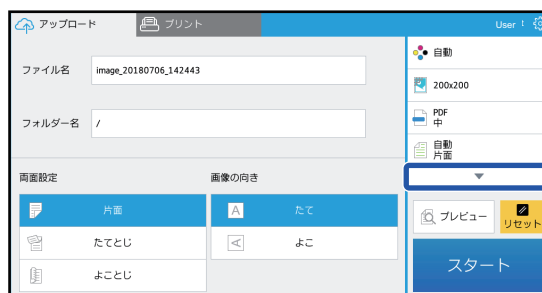 アップロード
プリント
User :
ファイル名
image_20180706_142443
フォルダー名
/
両面設定
片面
たてとじ
よことじ
画像の向き
A
たて
A
よこ
自動
200x200
PDF
中
自動
片面
プレビュー
リセット
スタート